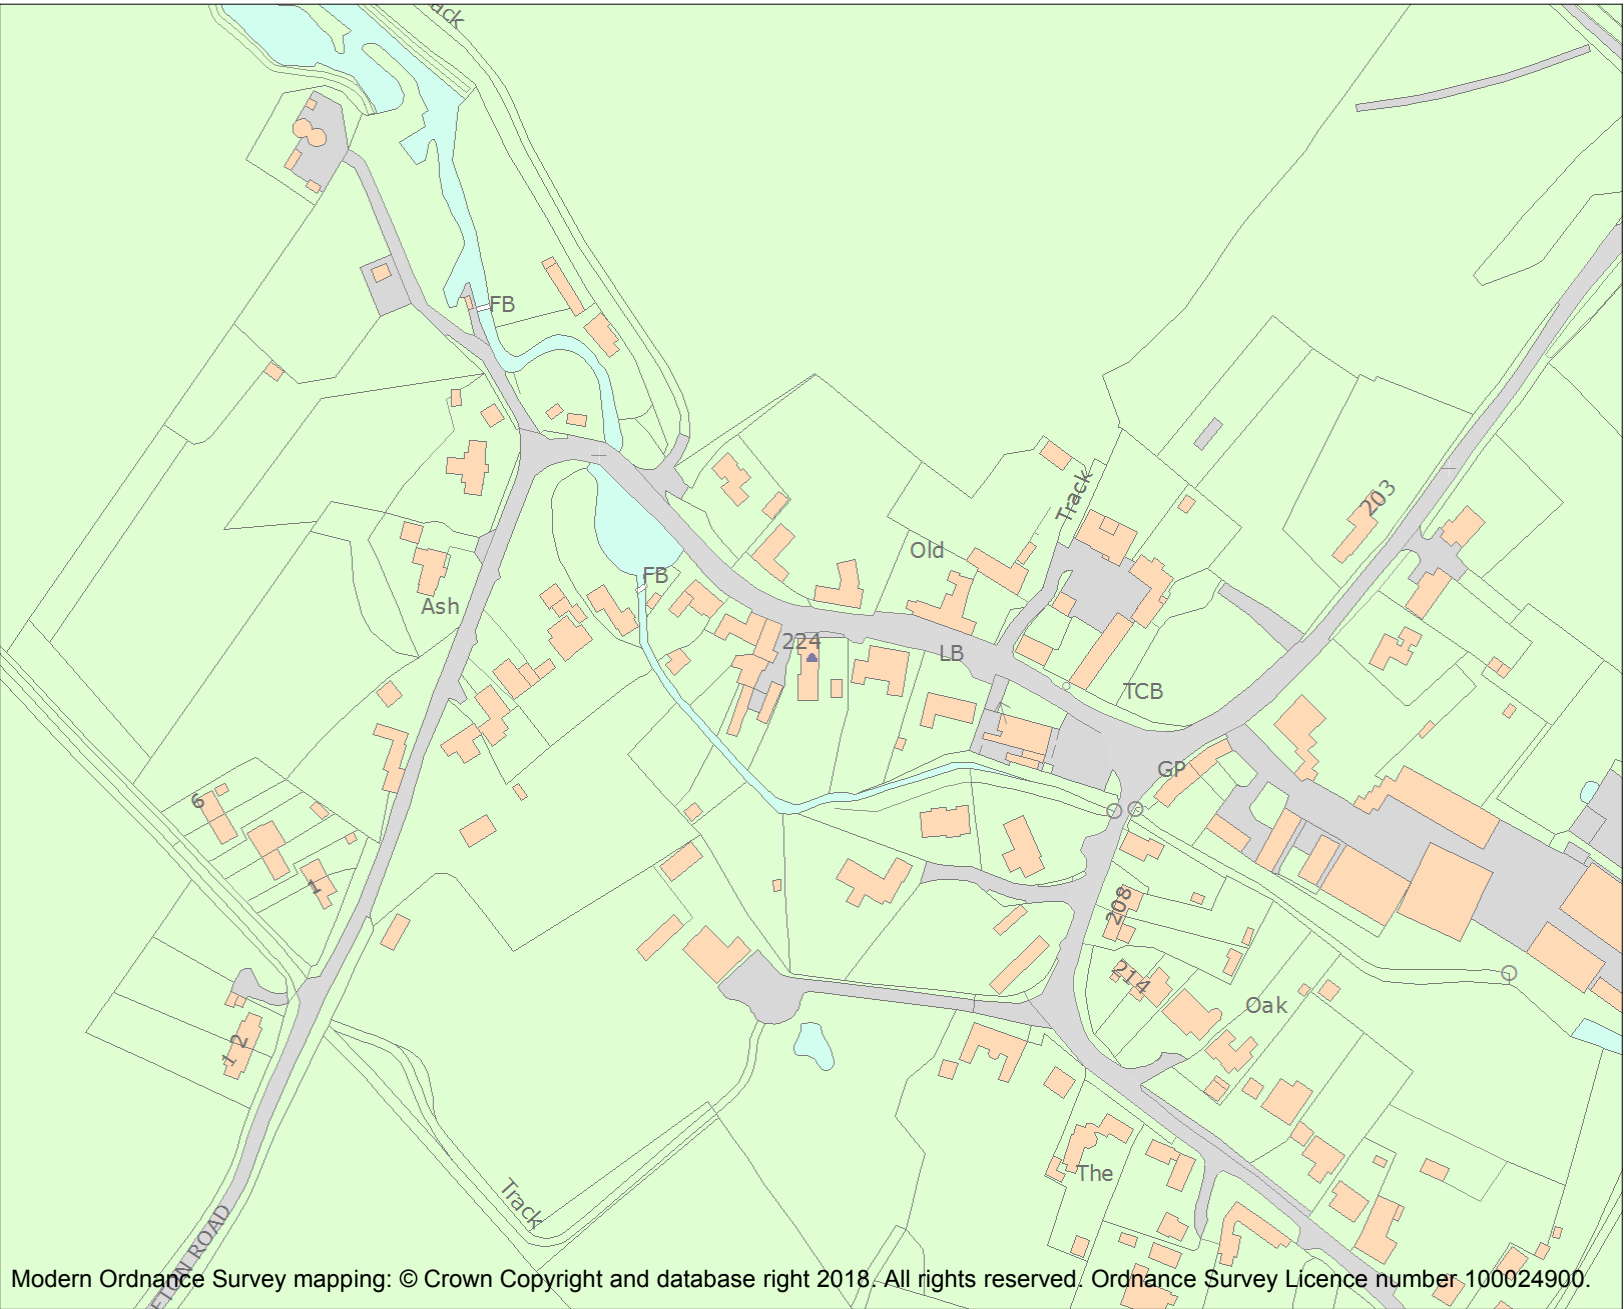 Track
FB
203
Track
Old
FB
Ash
224
LB
TCB
GP
6
1
208
214
Oak
1 2
The
Track
Modern Ordnance Survey mapping: © Crown Copyright and database right 2018. All rights reserved. Ordnance Survey Licence number 100024900.